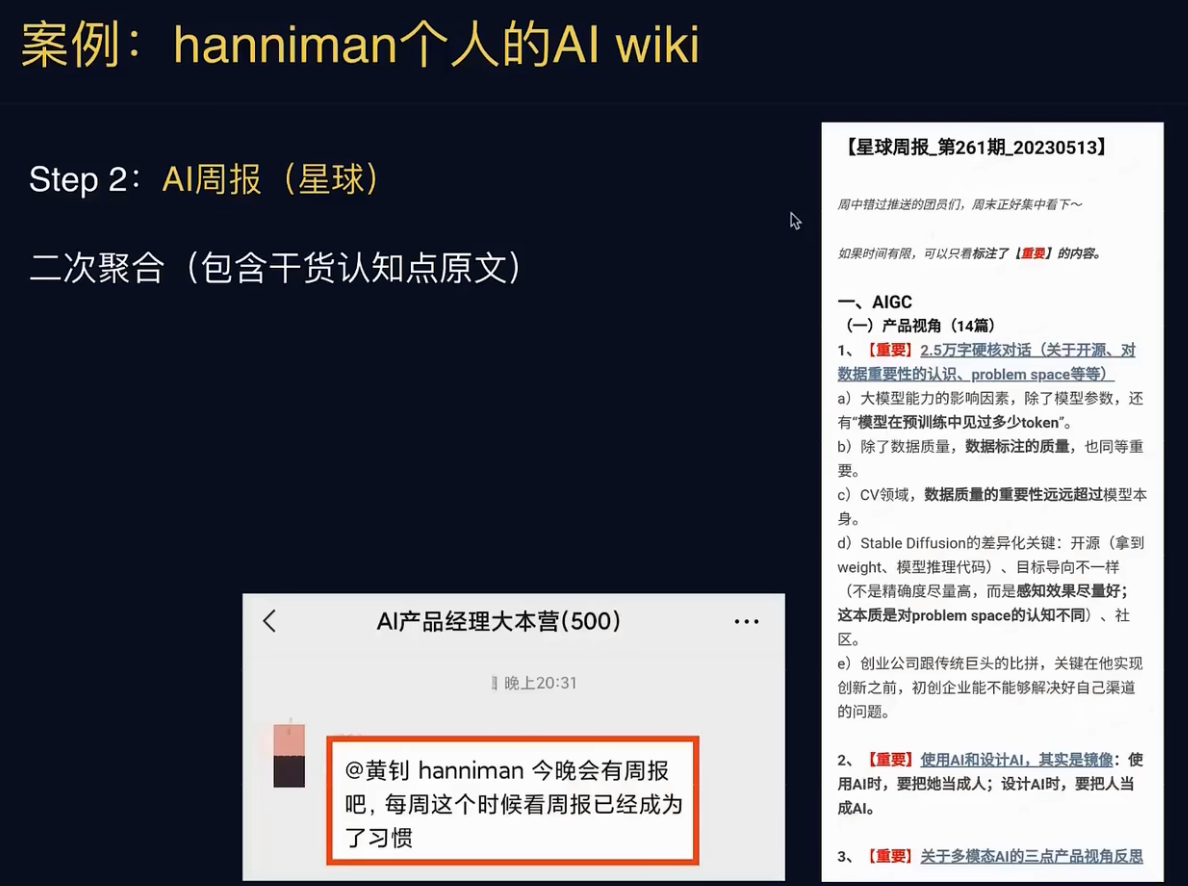 案例：hanniman个人的AI wiki
Step 2：AI周报（星球）
二次聚合（包含干货认知点原文）
AI产品经理大本营(500)
晚上20:31
@黄钊 hanniman 今晚会有周报
吧，每周这个时候看周报已经成为
了习惯
【星球周报_第261期_20230513】
周中错过推送的团员们，周末正好集中看下～
如果时间有限，可以只看标注了【重要】的内容。
一、AIGC
（一）产品视角（14篇）
1、【重要】2.5万字硬核对话（关于开源、对
数据重要性的认识、problem space等等）
a）大模型能力的影响因素，除了模型参数，还
有“模型在预训练中见过多少token”。
b）除了数据质量，数据标注的质量，也同等重
要。
c）CV领域，数据质量的重要性远远超过模型本
身。
d）Stable Diffusion的差异化关键：开源（拿到
weight、模型推理代码）、目标导向不一样
（不是精确度尽量高，而是感知效果尽量好；
这本质是对problem space的认知不同）、社
区。
e）创业公司跟传统巨头的比拼，关键在他实现
创新之前，初创企业能不能够解决好自己渠道
的问题。
2、【重要】使用AI和设计AI，其实是镜像：使
用AI时，要把她当成人；设计AI时，要把人当
成AI。
3、【重要】关于多模态AI的三点产品视角反思